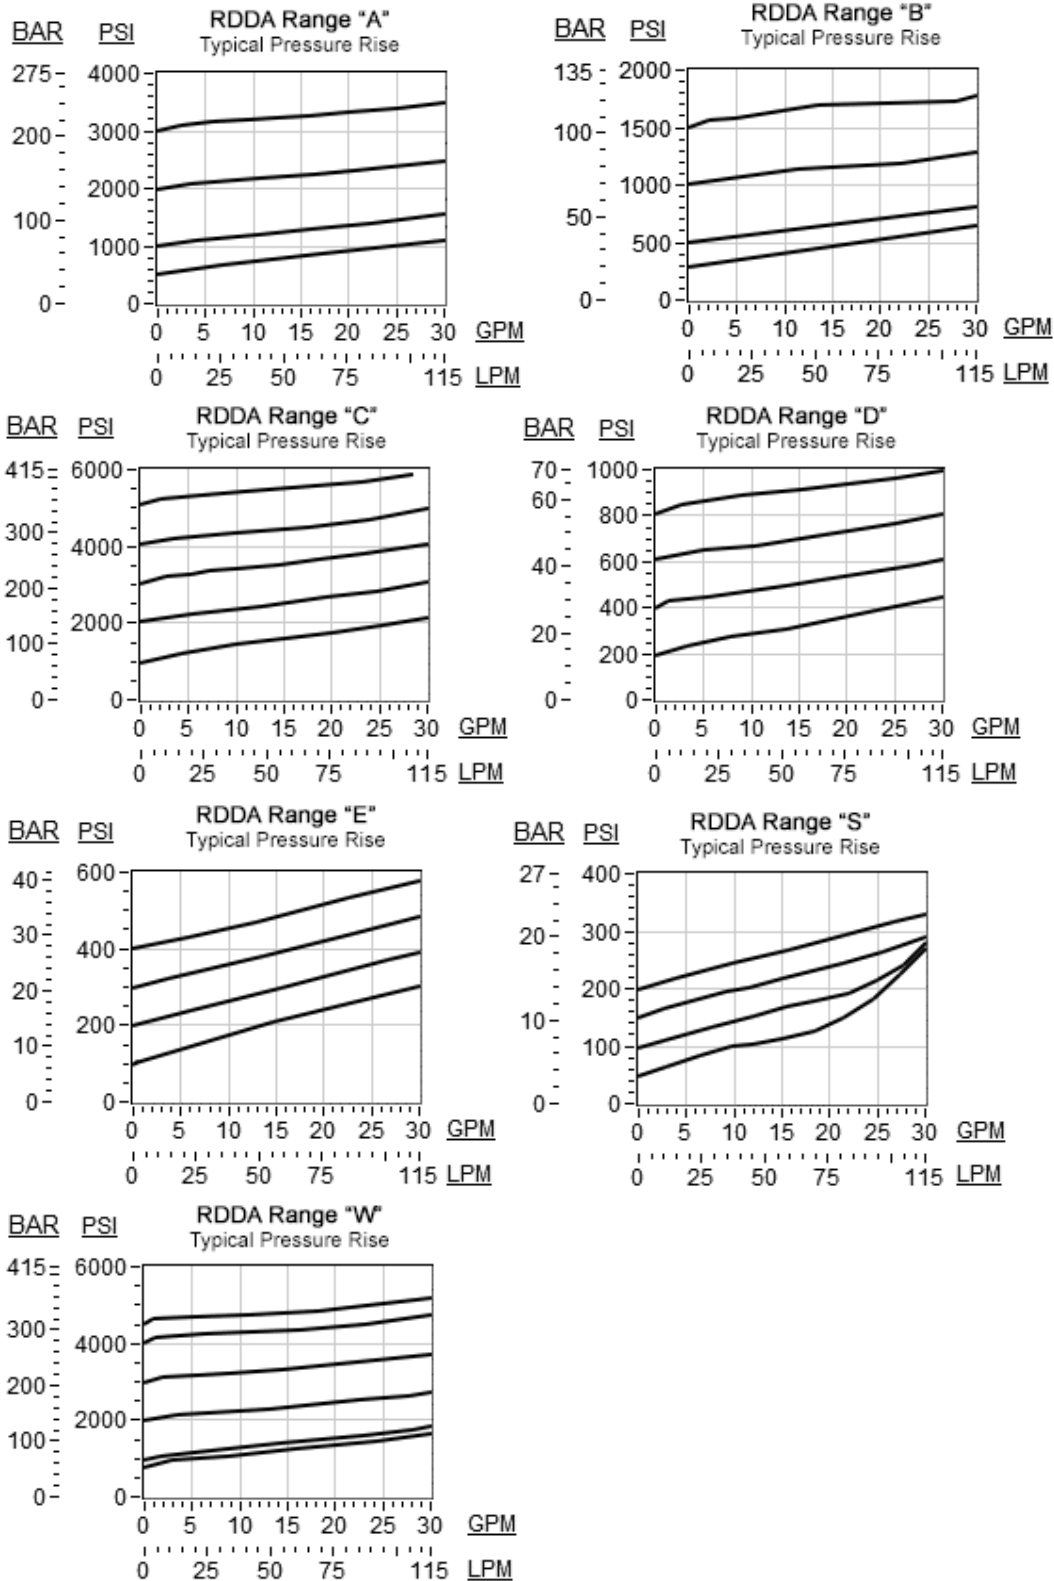 RDDA Range “A”
Typical Pressure Rise
BAR PSI
275 4000
3000
200
2000
100
1000
0 0
0 5 10 15 20 25 30 GPM
0 25 50 75 115 LPM
RDDA Range “B”
Typical Pressure Rise
BAR PSI
135 2000
100 1500
1000
50
500
0 0
0 5 10 15 20 25 30 GPM
0 25 50 75 115 LPM
RDDA Range “C”
Typical Pressure Rise
BAR PSI
415 6000
300
4000
200
2000
100
0 0
0 5 10 15 20 25 30 GPM
0 25 50 75 115 LPM
RDDA Range “D”
Typical Pressure Rise
BAR PSI
70 1000
60
800
600
40
400
20
200
0 0
0 5 10 15 20 25 30 GPM
0 25 50 75 115 LPM
RDDA Range “E”
Typical Pressure Rise
BAR PSI
600
40
30
400
20
200
10
0 0
0 5 10 15 20 25 30 GPM
0 25 50 75 115 LPM
RDDA Range “S”
Typical Pressure Rise
BAR PSI
27 400
20 300
200
10
100
0 0
0 5 10 15 20 25 30 GPM
0 25 50 75 115 LPM
RDDA Range “W”
Typical Pressure Rise
BAR PSI
415 6000
300
4000
200
2000
100
0 0
0 5 10 15 20 25 30 GPM
0 25 50 75 115 LPM